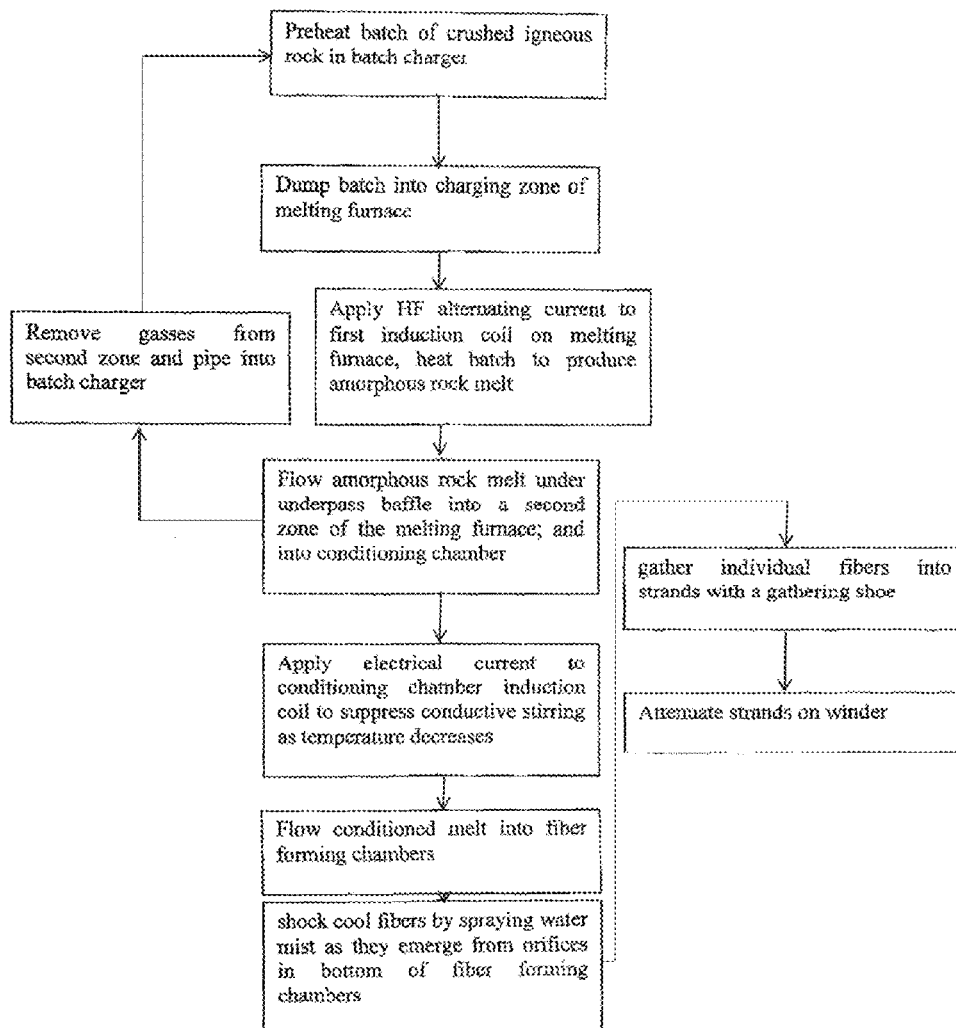 Preheat batch of crushed igneous
rock in batch charger
Dump batch into charging zone of
melting furnace
Apply HF alternating current to
first induction coil on melting
furnace, heat batch to produce
amorphous rock melt
Remove gasses from
second zone and pipe into
batch charger
Flow amorphous rock melt under
underpass baffle into a second
zone of the melting furnace; and
into conditioning chamber
Apply electrical current to
conditioning chamber induction
coil to suppress conductive stirring
as temperature decreases
Flow conditioned melt into fiber
forming chambers
shock cool fibers by spraying water
mist as they emerge from orifices
in bottom of fiber forming
chambers
gather individual fibers into
strands with a gathering shoe
Attenuate strands on winder